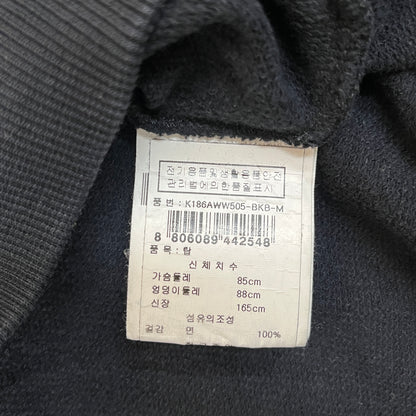 전기용품및생활용품안전
관리법에의한품질표시
품 번 : K186AWW505-BKB-M
8 806089 442548
품 목 : 탑
신 체 치 수
가슴둘레 85cm
엉덩이둘레 88cm
신장 165cm
섬유의조성
겉감 면 100%